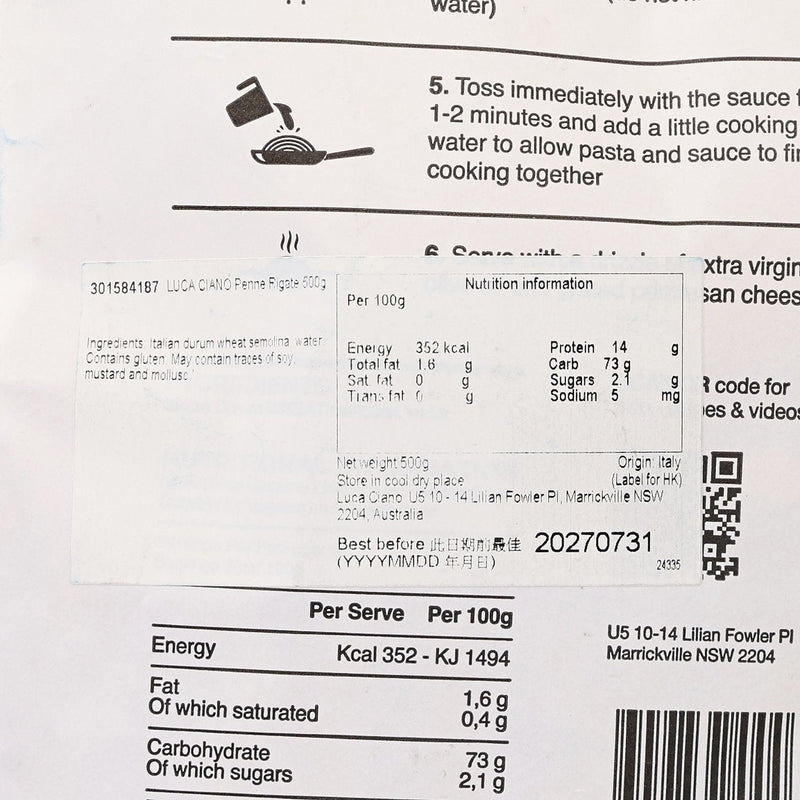 water)
5. Toss immediately with the sauce
1-2 minutes and add a little cooking
water to allow pasta and sauce to
cooking together
6. Serve with
xtra virgin
san chees
301584187 LUCA CIANO Penne Rigate 500g
Ingredients: Italian durum wheat semolina, water.
Contains gluten. May contain traces of soy,
mustard and mollusc
Nutrition information
Per 100g
Energy 352 kcal
Total fat 1.6 g
Sat. fat 0 g
Trans fat 0 g
Protein 14 g
Carb 73 g
Sugars 2.1 g
Sodium 5 mg
Net weight 500g
Origin: Italy
Store in cool dry place
(Label for HK)
Luca Ciano U5 10 - 14 Lilian Fowler Pl, Marrickville NSW
2204, Australia
Best before 此日期前最佳 20270731
(YYYYMMDD 年月日)
24335
R code for
es & videos
Per Serve Per 100g
Energy Kcal 352 - KJ 1494
Fat 1,6 g
Of which saturated 0,4 g
Carbohydrate 73 g
Of which sugars 2,1 g
U5 10-14 Lilian Fowler Pl
Marrickville NSW 2204